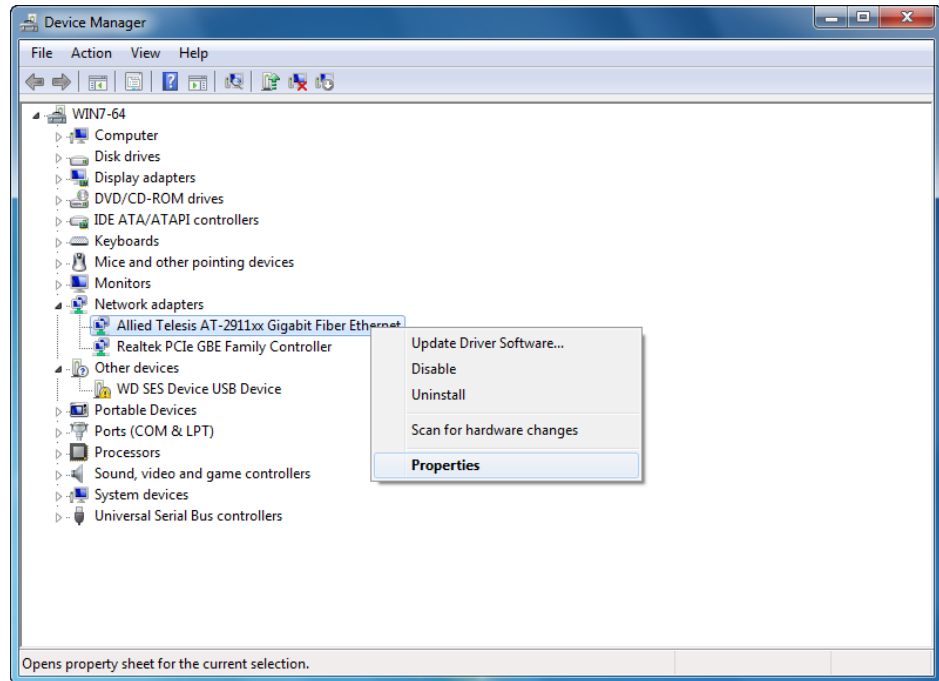 Device Manager
File Action View Help
WIN7-64
Computer
Disk drives
Display adapters
DVD/CD-ROM drives
IDE ATA/ATAPI controllers
Keyboards
Mice and other pointing devices
Monitors
Network adapters
Allied Telesis AT-2911xx Gigabit Fiber Ethernet
Realtek PCIe GBE Family Controller
Other devices
WD SES Device USB Device
Portable Devices
Ports (COM & LPT)
Processors
Sound, video and game controllers
System devices
Universal Serial Bus controllers
Update Driver Software...
Disable
Uninstall
Scan for hardware changes
Properties
Opens property sheet for the current selection.